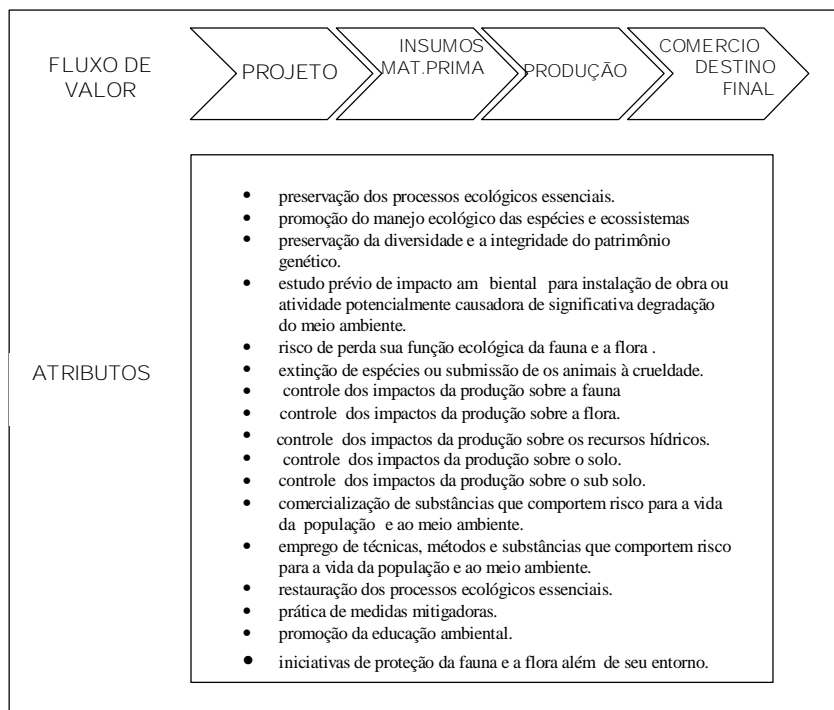 FLUXO DE
VALOR
PROJETO
INSUMOS
MAT.PRIMA
PRODUÇÃO
COMERCIO
DESTINO
FINAL
ATRIBUTOS
• preservação dos processos ecológicos essenciais.
• promoção do manejo ecológico das espécies e ecossistemas
• preservação da diversidade e a integridade do patrimônio
genético.
• estudo prévio de impacto am biental para instalação de obra ou
atividade potencialmente causadora de significativa degradação
do meio ambiente.
• risco de perda sua função ecológica da fauna e a flora .
• extinção de espécies ou submissão de os animais à crueldade.
• controle dos impactos da produção sobre a fauna
• controle dos impactos da produção sobre a flora.
• controle dos impactos da produção sobre os recursos hídricos.
• controle dos impactos da produção sobre o solo.
• controle dos impactos da produção sobre o sub solo.
• comercialização de substâncias que comportem risco para a vida
da população e ao meio ambiente.
• emprego de técnicas, métodos e substâncias que comportem risco
para a vida da população e ao meio ambiente.
• restauração dos processos ecológicos essenciais.
• prática de medidas mitigadoras.
• promoção da educação ambiental.
• iniciativas de proteção da fauna e a flora além de seu entorno.